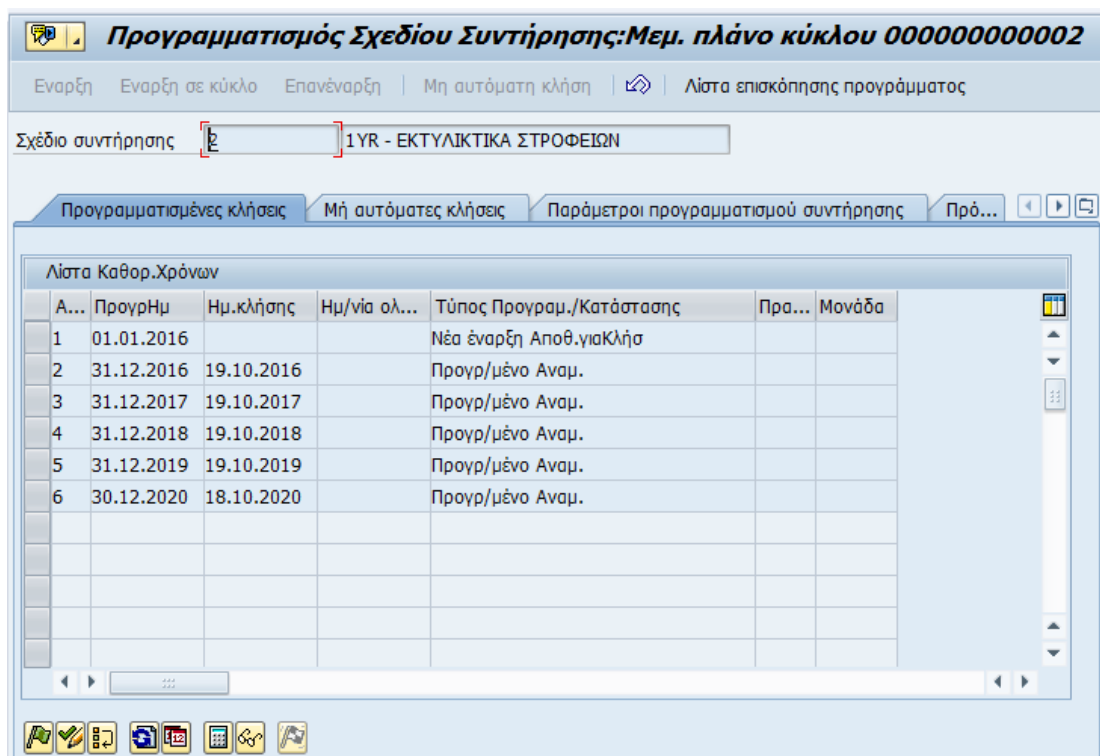 Προγραμματισμός Σχεδίου Συντήρησης:Μεμ. πλάνο κύκλου 000000000002
Εναρξη Εναρξη σε κύκλο Επανέναρξη Μη αυτόματη κλήση Λίστα επισκόπησης προγράμματος
Σχέδιο συντήρησης 2 1YR - ΕΚΤΥΛΙΚΤΙΚΑ ΣΤΡΟΦΕΙΩΝ
Προγραμματισμένες κλήσεις Μή αυτόματες κλήσεις Παράμετροι προγραμματισμού συντήρησης Πρό...
Λίστα Καθορ.Χρόνων
Α... ΠρογρΗμ Ημ.κλήσης Ημ/νία ολ... Τύπος Προγραμ./Κατάστασης Πρα... Μονάδα
1 01.01.2016 Νέα έναρξη Αποθ.γιαΚλήσ
2 31.12.2016 19.10.2016 Προγρ/μένο Αναμ.
3 31.12.2017 19.10.2017 Προγρ/μένο Αναμ.
4 31.12.2018 19.10.2018 Προγρ/μένο Αναμ.
5 31.12.2019 19.10.2019 Προγρ/μένο Αναμ.
6 30.12.2020 18.10.2020 Προγρ/μένο Αναμ.